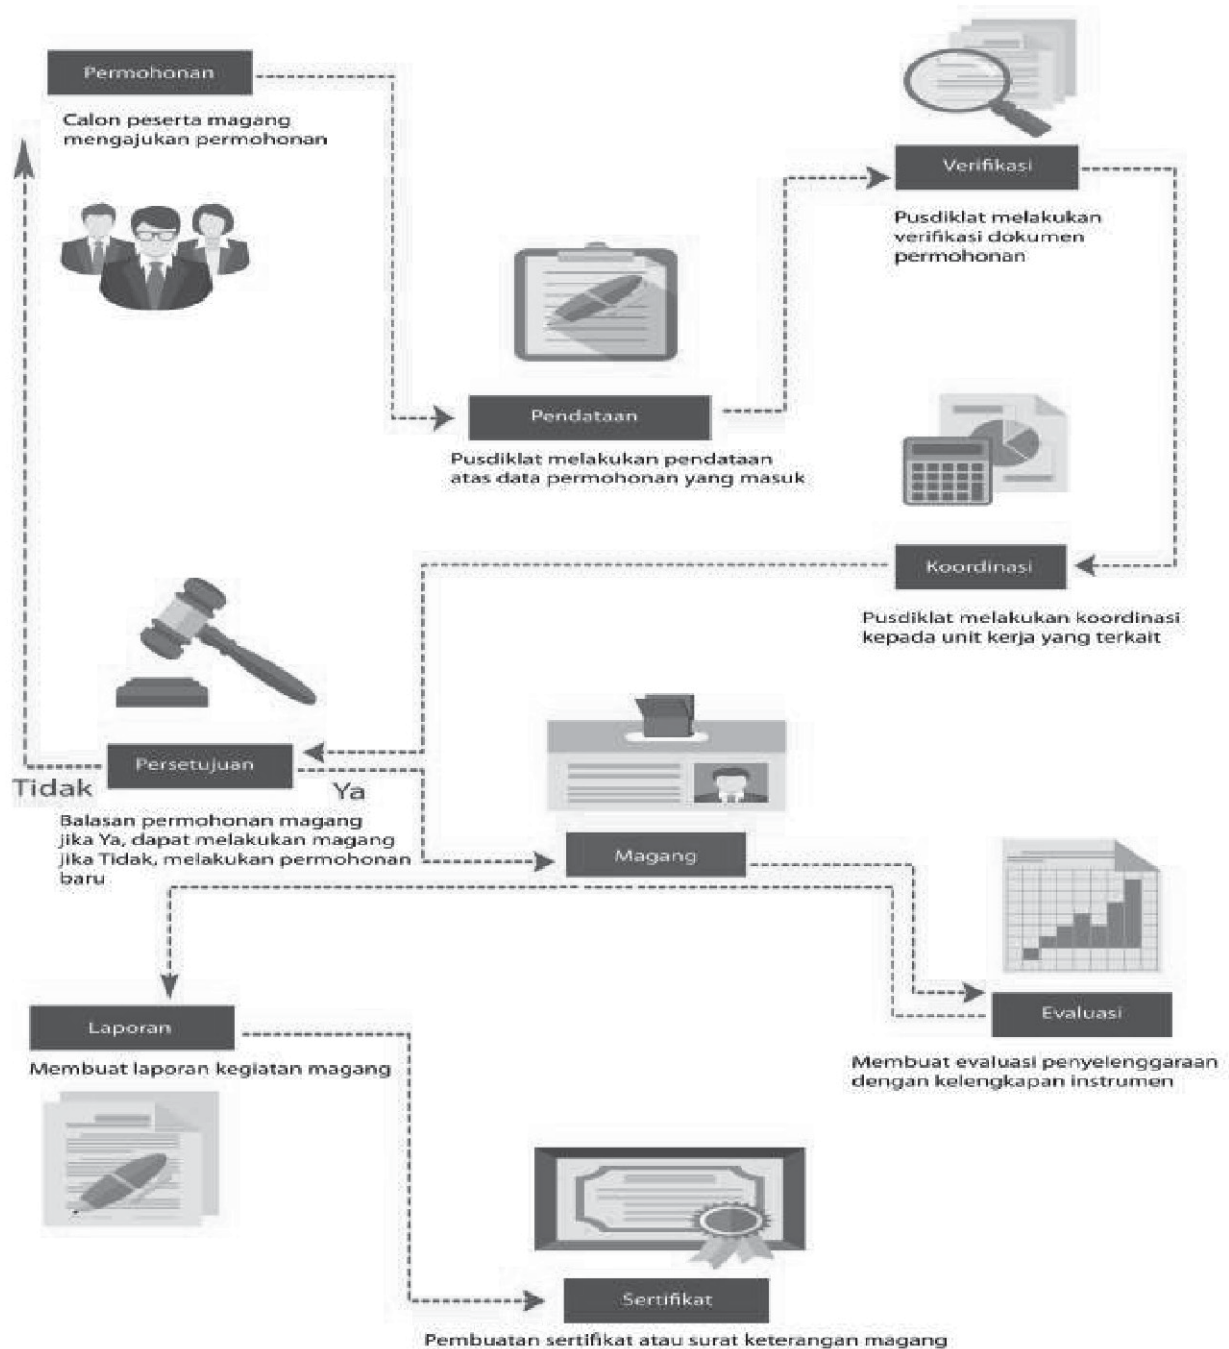 Permohonan
Calon peserta magang
mengajukan permohonan
Pendataan
Pusdiklat melakukan pendataan
atas data permohonan yang masuk
Verifikasi
Pusdiklat melakukan
verifikasi dokumen
permohonan
Koordinasi
Pusdiklat melakukan koordinasi
kepada unit kerja yang terkait
Persetujuan
Tidak
Ya
Balasan permohonan magang
jika Ya, dapat melakukan magang
jika Tidak, melakukan permohonan
baru
Magang
Evaluasi
Membuat evaluasi penyelenggaraan
dengan kelengkapan instrumen
Laporan
Membuat laporan kegiatan magang
Sertifikat
Pembuatan sertifikat atau surat keterangan magang